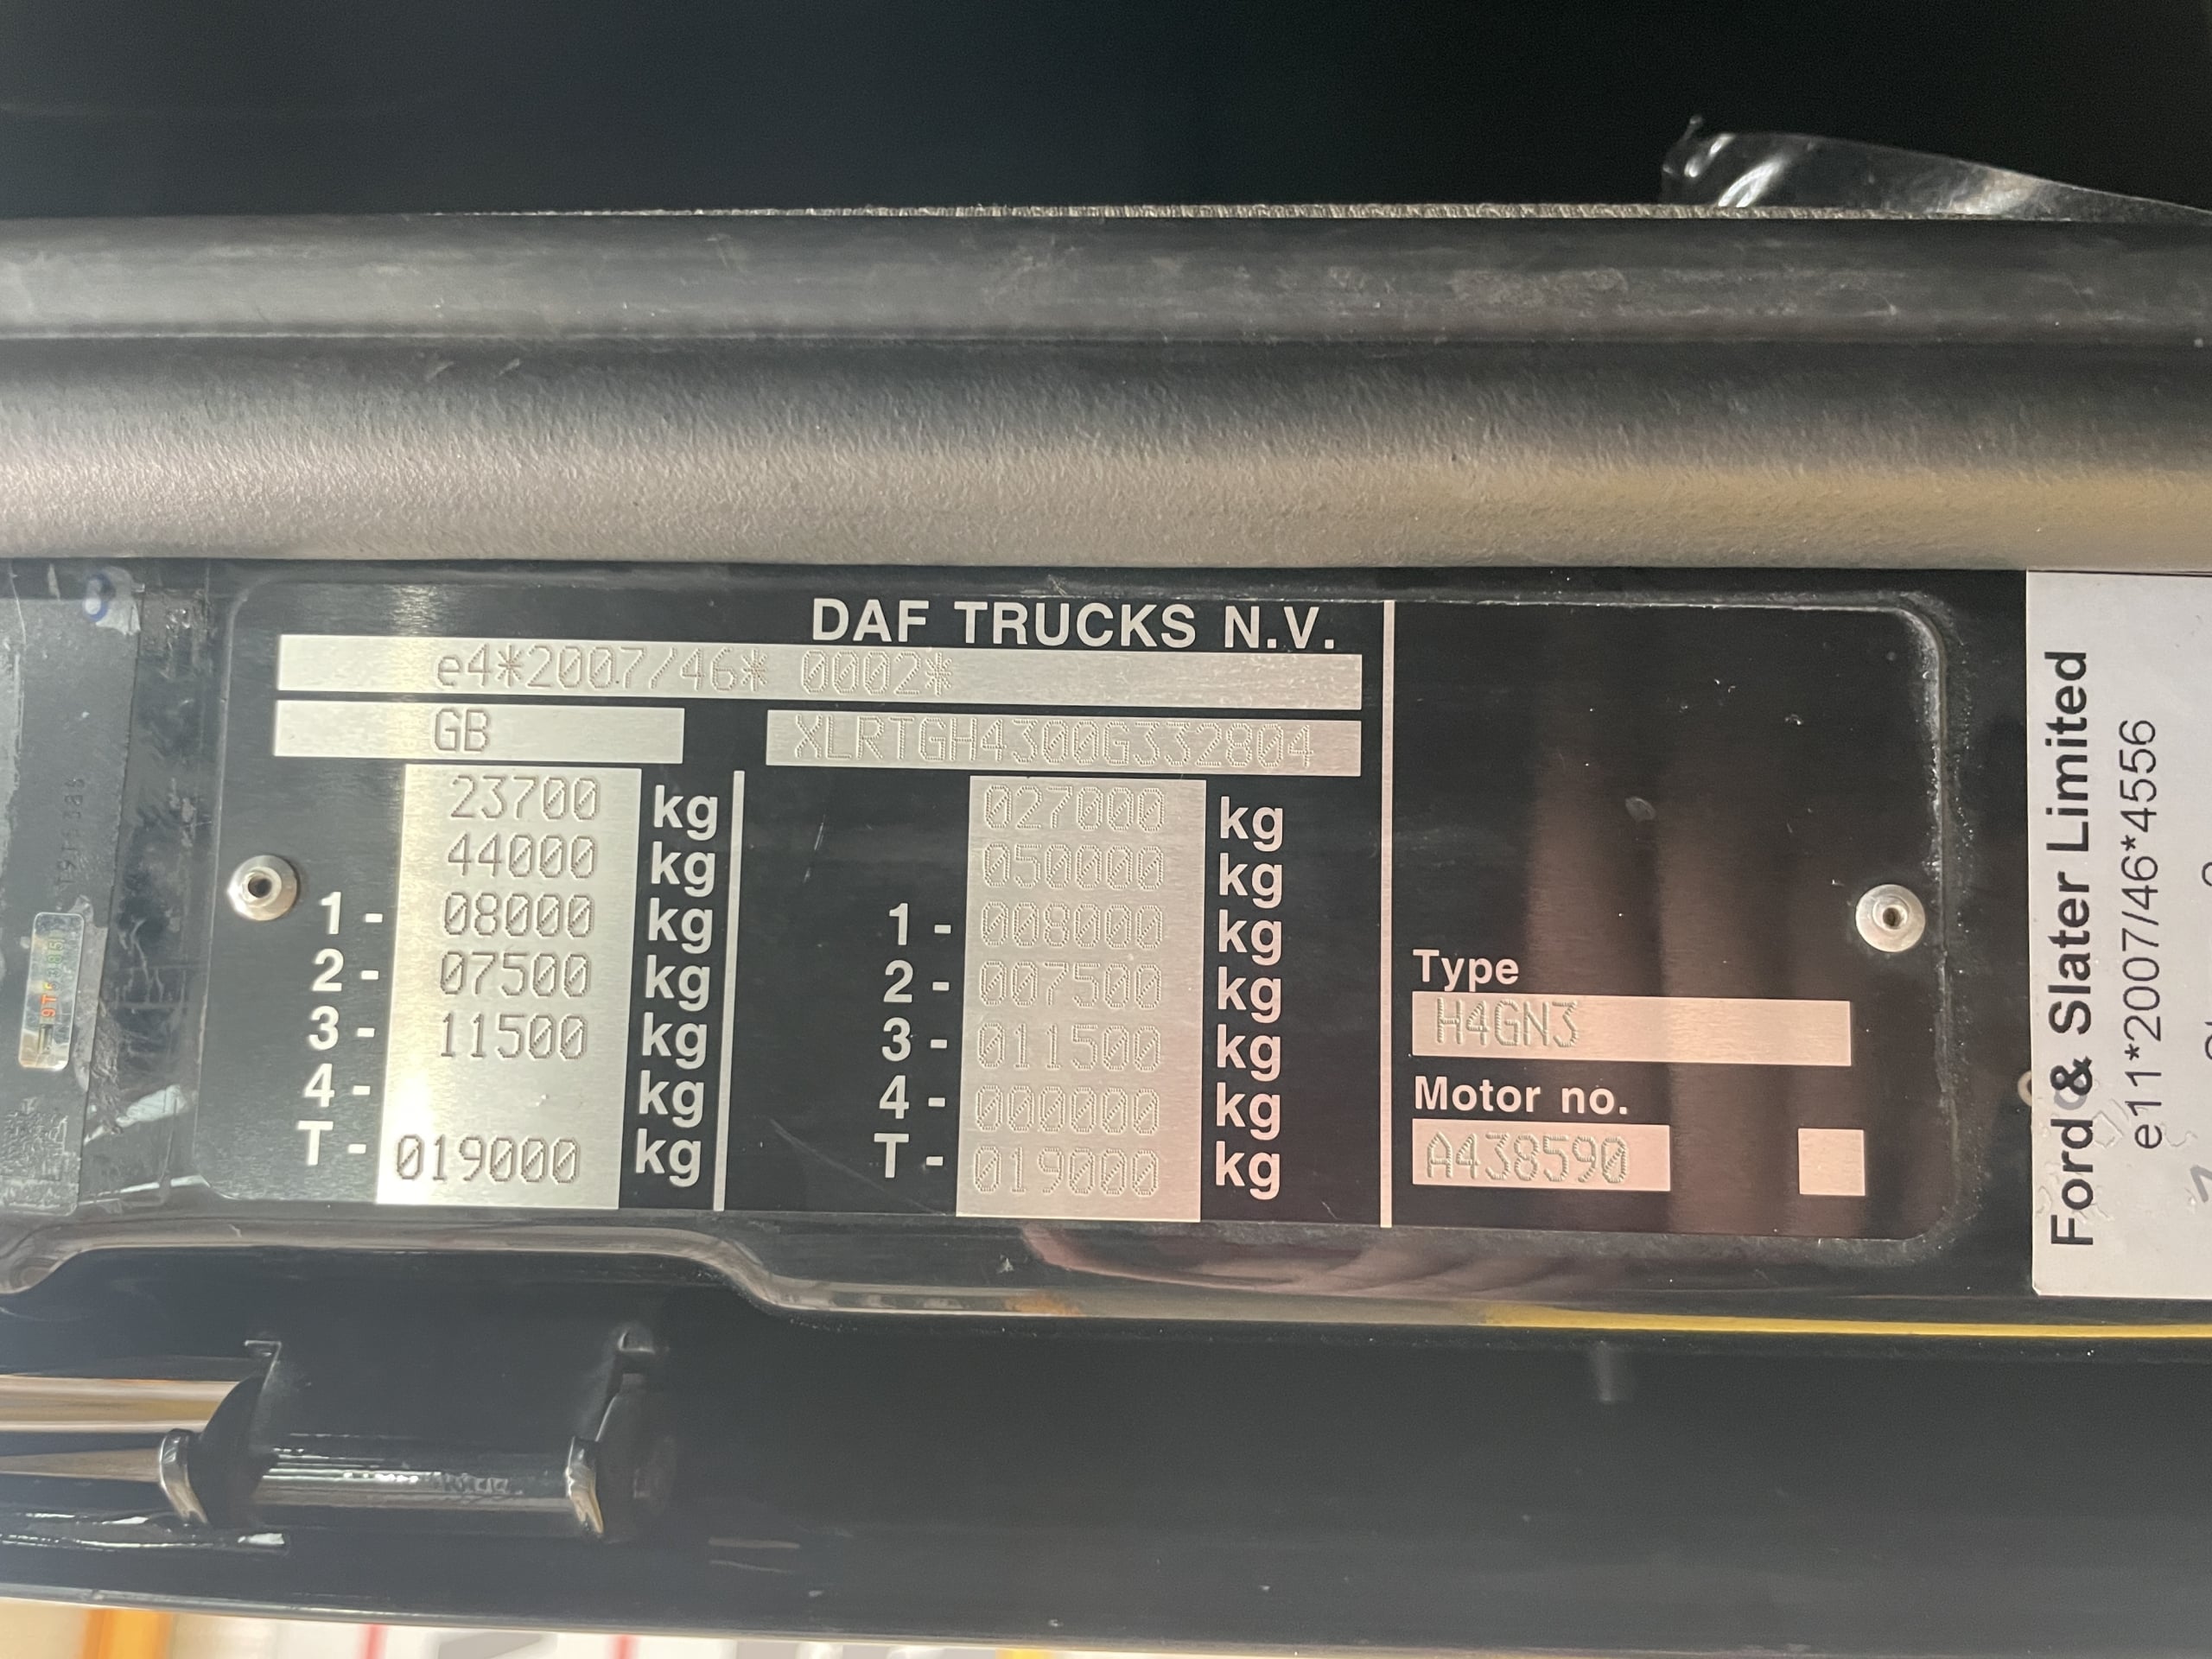 DAF TRUCKS N.V.
e4*2007/46* 0002*
GB XLRTGH4300G332804
23700 kg 027000 kg
44000 kg 050000 kg
1 - 08000 kg 1 - 008000 kg
2 - 07500 kg 2 - 007500 kg
3 - 11500 kg 3 - 011500 kg
4 - kg 4 - 000000 kg
T - 019000 kg T - 019000 kg
Type
H4GN3
Motor no.
A438590
Ford & Slater Limited
e11*2007/46*4556